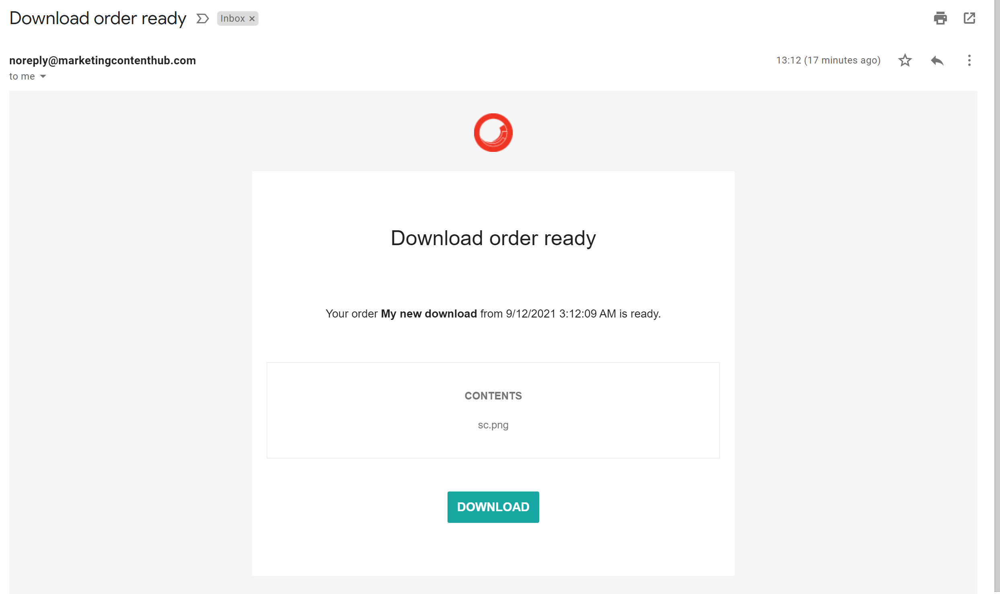 Download order ready
Inbox ×
noreply@marketingcontenthub.com
13:12 (17 minutes ago)
to me
Download order ready
Your order My new download from 9/12/2021 3:12:09 AM is ready.
CONTENTS
sc.png
DOWNLOAD